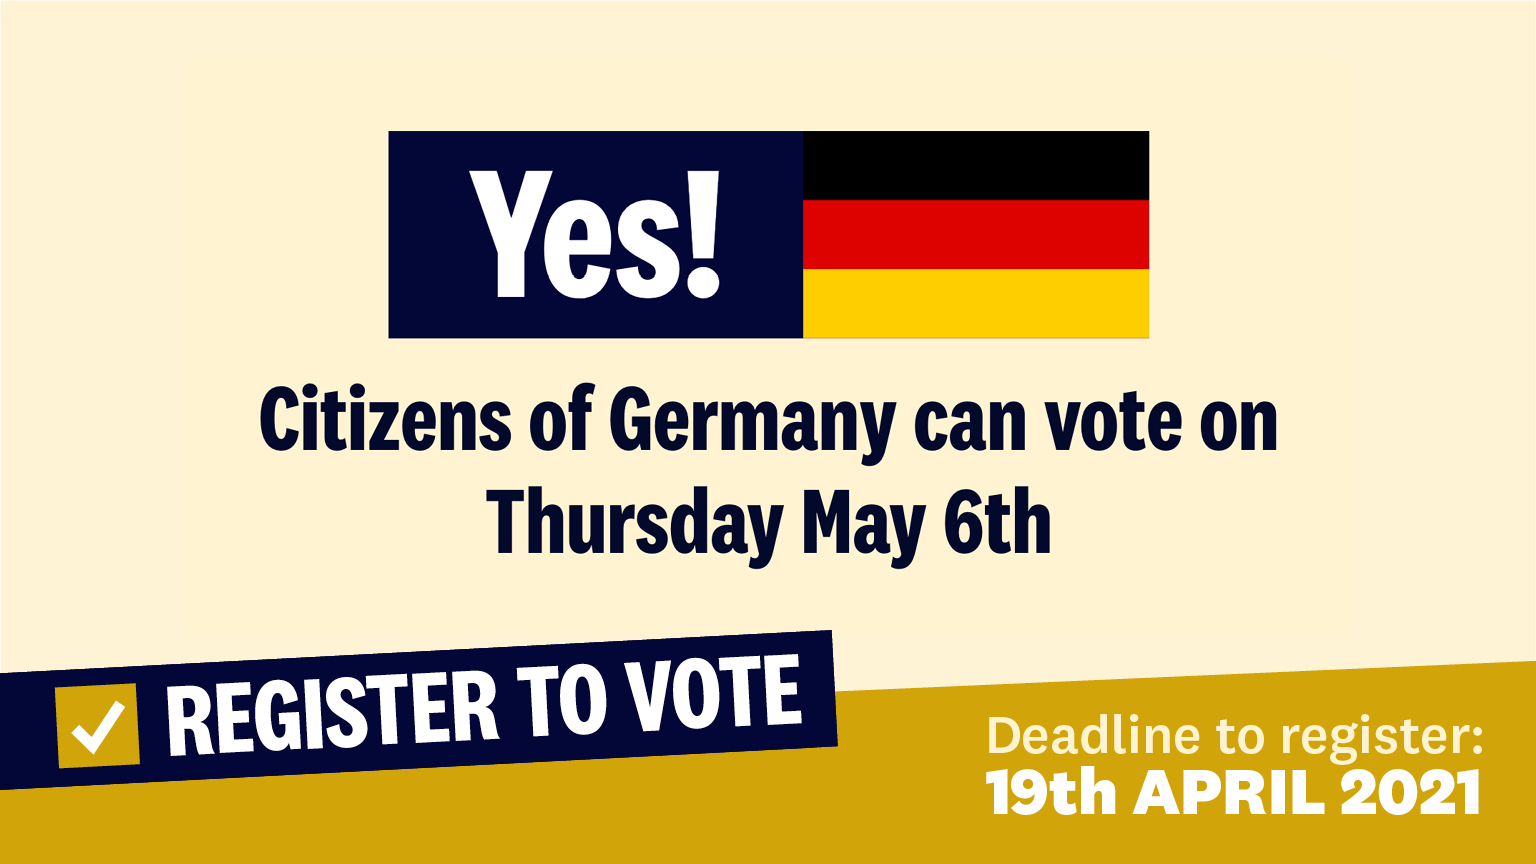 Yes!
Citizens of Germany can vote on
Thursday May 6th
REGISTER TO VOTE
Deadline to register:
19th APRIL 2021